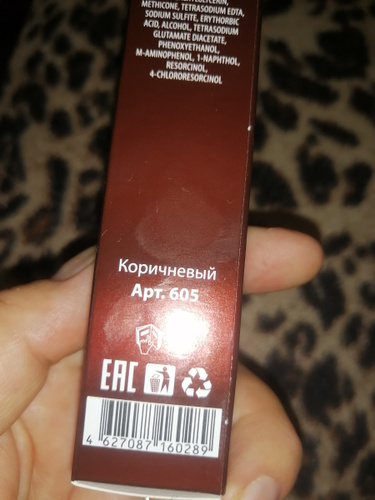 METHICONE, TETRASODIUM EDTA,
SODIUM SULFITE, ERYTHORBIC
ACID, ALCOHOL, TETRASODIUM
GLUTAMATE DIACETATE,
PHENOXYETHANOL,
M-AMINOPHENOL, 1-NAPHTHOL,
RESORCINOL,
4-CHLORORESORCINOL
Коричневый
Арт. 605
EAC
4 627087 160289